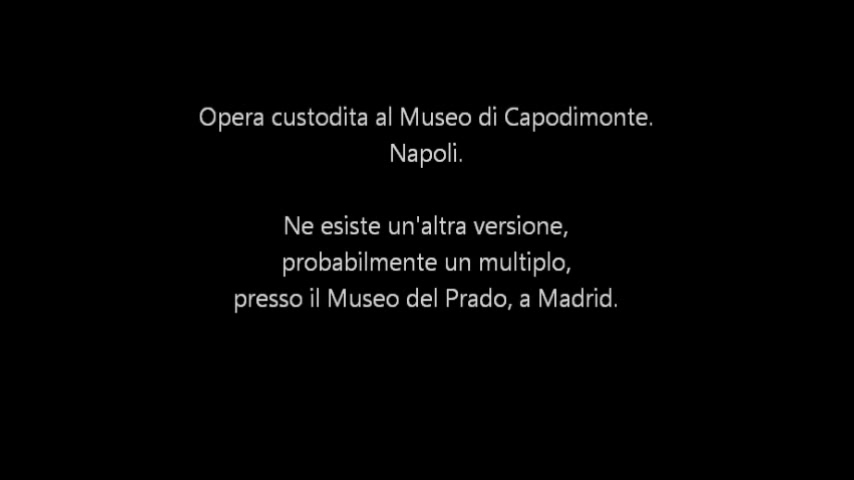 Opera custodita al Museo di Capodimonte.
Napoli.
Ne esiste un'altra versione,
probabilmente un multiplo,
presso il Museo del Prado, a Madrid.